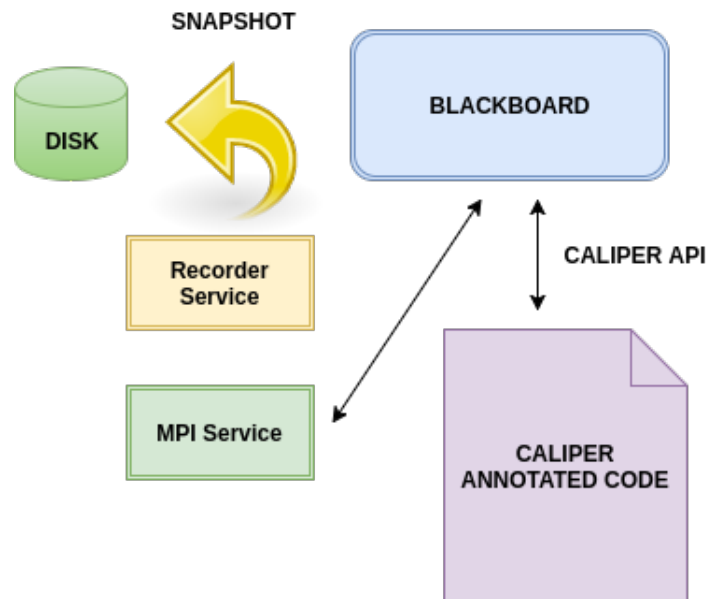 SNAPSHOT
DISK
BLACKBOARD
Recorder
Service
CALIPER API
MPI Service
CALIPER
ANNOTATED CODE